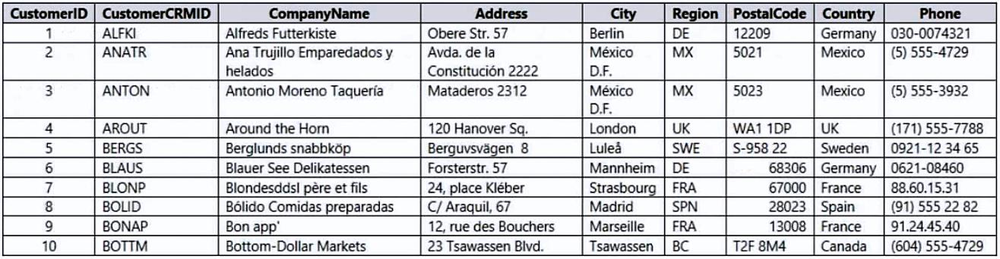 CustomerID CustomerCRMID CompanyName Address City Region PostalCode Country Phone
1 ALFKI Alfreds Futterkiste Obere Str. 57 Berlin DE 12209 Germany 030-0074321
2 ANATR Ana Trujillo Emparedados y Avda. de la México MX 5021 Mexico (5) 555-4729
helados Constitución 2222 D.F.
3 ANTON Antonio Moreno Taquería Mataderos 2312 México MX 5023 Mexico (5) 555-3932
D.F.
4 AROUT Around the Horn 120 Hanover Sq. London UK WA1 1DP UK (171) 555-7788
5 BERGS Berglunds snabbköp Berguvsvägen 8 Luleå SWE S-958 22 Sweden 0921-12 34 65
6 BLAUS Blauer See Delikatessen Forsterstr. 57 Mannheim DE 68306 Germany 0621-08460
7 BLONP Blondesddsl père et fils 24, place Kléber Strasbourg FRA 67000 France 88.60.15.31
8 BOLID Bólido Comidas preparadas C/ Araquil, 67 Madrid SPN 28023 Spain (91) 555 22 82
9 BONAP Bon app' 12, rue des Bouchers Marseille FRA 13008 France 91.24.45.40
10 BOTTM Bottom-Dollar Markets 23 Tsawassen Blvd. Tsawassen BC T2F 8M4 Canada (604) 555-4729